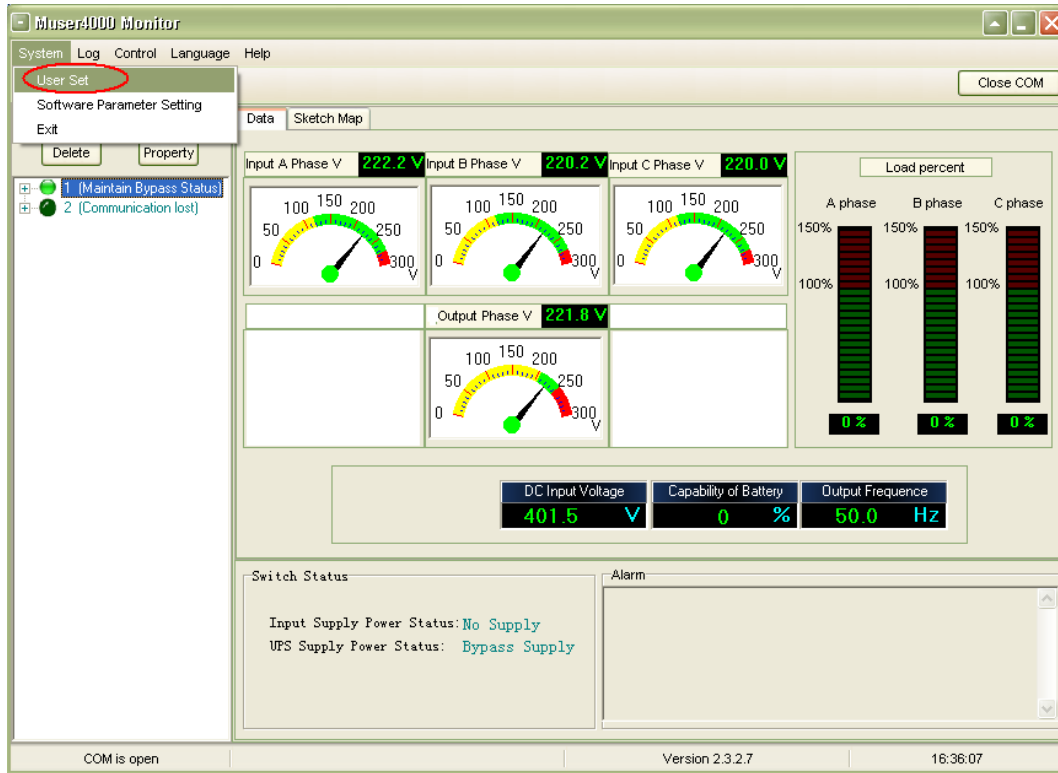 Muser4000 Monitor
System Log Control Language Help
User Set
Software Parameter Setting
Exit
Close COM
Delete Property
1 (Maintain Bypass Status)
2 (Communication lost)
Data Sketch Map
Input A Phase V 222.2 V Input B Phase V 220.2 V Input C Phase V 220.0 V
0 50 100 150 200 250 300 V
0 50 100 150 200 250 300 V
0 50 100 150 200 250 300 V
Output Phase V 221.8 V
0 50 100 150 200 250 300 V
Load percent
A phase B phase C phase
150% 150% 150%
100% 100% 100%
0 % 0 % 0 %
DC Input Voltage Capability of Battery Output Frequence
401.5 V 0 % 50.0 Hz
Switch Status
Input Supply Power Status: No Supply
UPS Supply Power Status: Bypass Supply
Alarm
COM is open Version 2.3.2.7 16:36:07